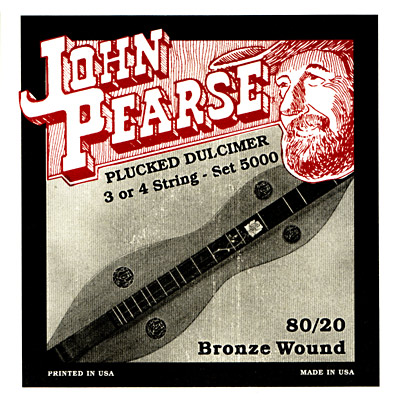 JOHN
PEARSE
PLUCKED DULCIMER
3 or 4 String - Set 5000
80/20
Bronze Wound
PRINTED IN USA
MADE IN USA